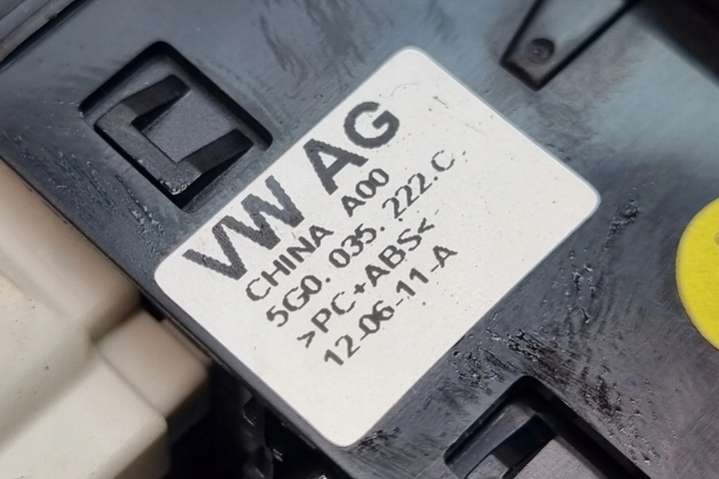 VW AG
CHINA A00
5G0. 035. 222.C
>PC+ABS<
12-06-11-A